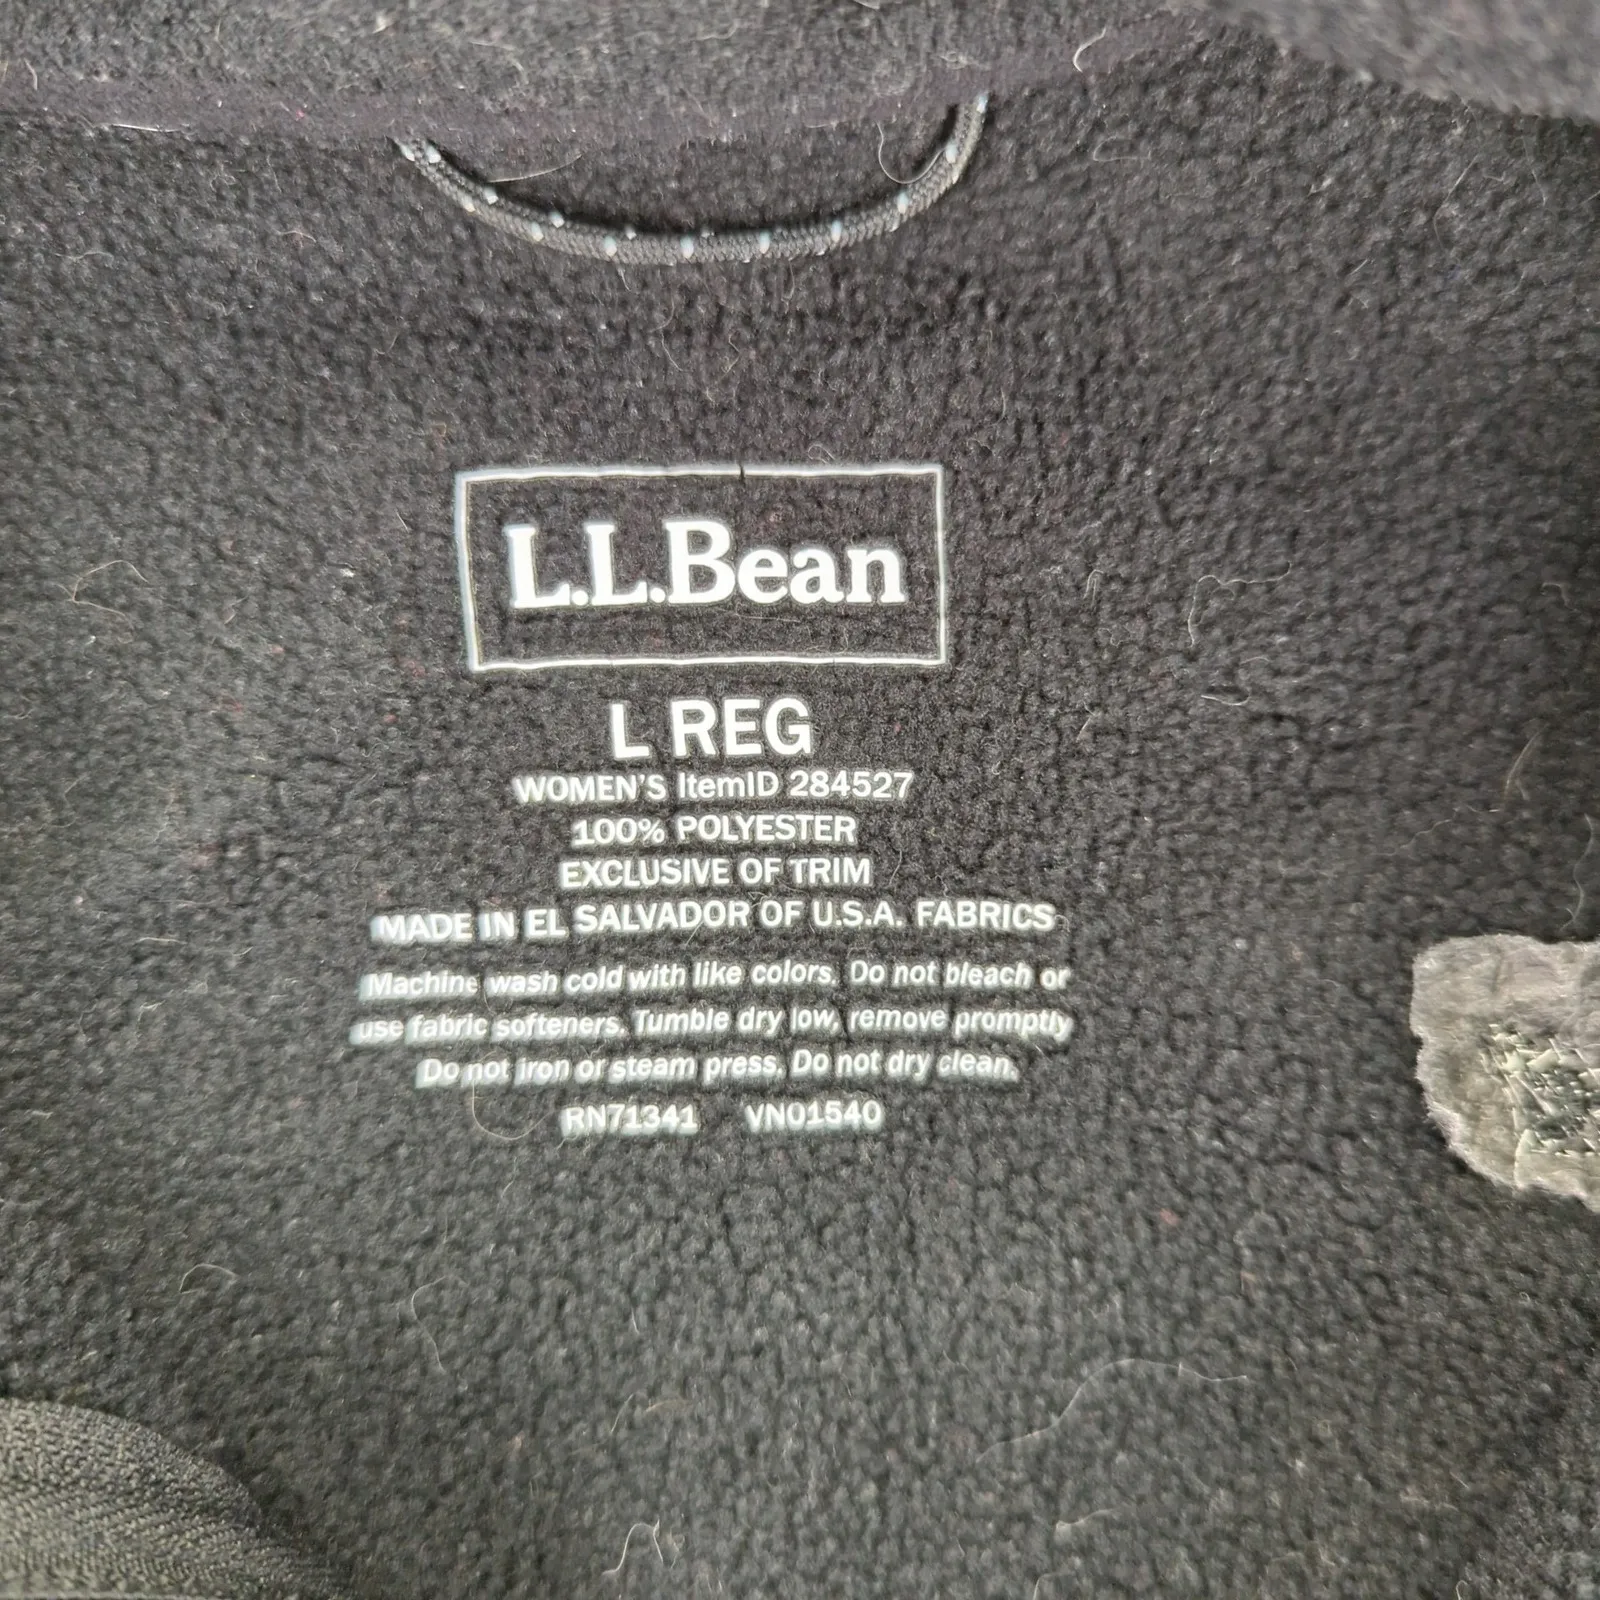 L.L.Bean
L REG
WOMEN'S ItemID 284527
100% POLYESTER
EXCLUSIVE OF TRIM
MADE IN EL SALVADOR OF U.S.A. FABRICS
Machine wash cold with like colors. Do not bleach or
use fabric softeners. Tumble dry low, remove promptly
Do not iron or steam press. Do not dry clean.
RN71341 VN01540